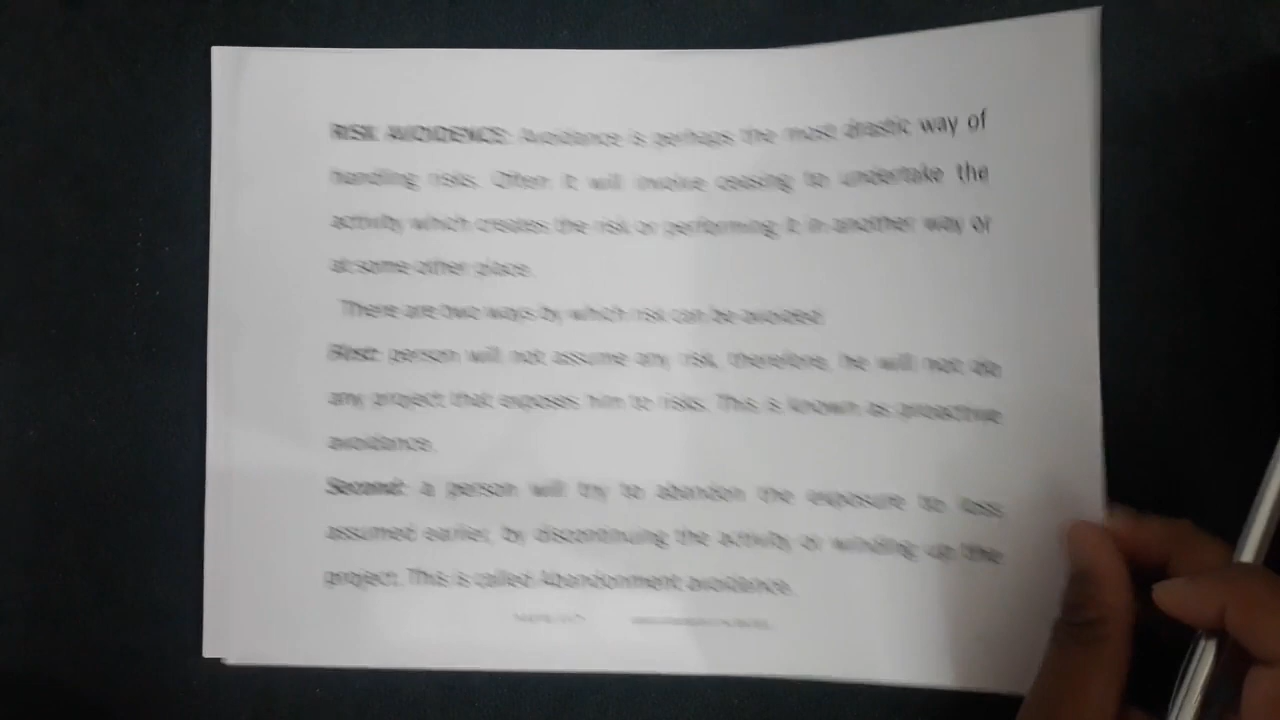 RISK AVOIDENCE: Avoidance is perhaps the most drastic way of
handling risks. Often it will involve ceasing to undertake the
activity which creates the risk or performing it in another way or
at some other place.
There are two ways by which risk can be avoided:
First: person will not assume any risk, therefore, he will not do
any project that exposes him to risks. This is known as proactive
avoidance.
Second: a person will try to abandon the exposure to loss
assumed earlier, by discontinuing the activity or winding up the
project. This is called Abandonment avoidance.